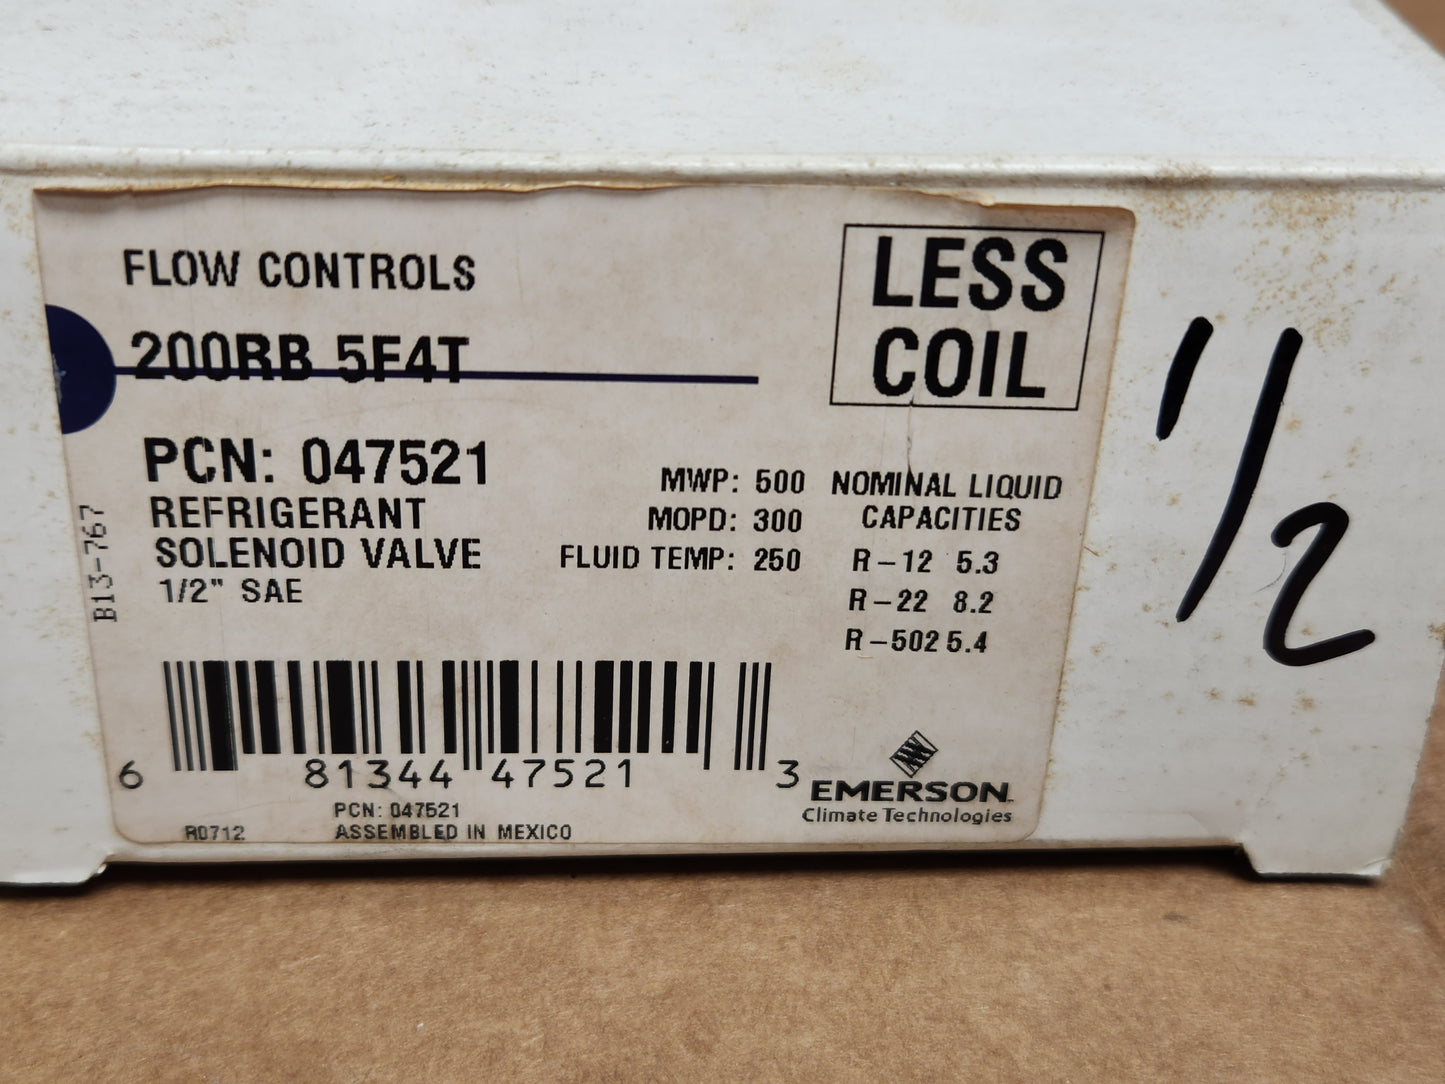 FLOW CONTROLS
200RB 5F4T
LESS
COIL
PCN: 047521
REFRIGERANT
SOLENOID VALVE
1/2" SAE
MWP: 500
MOPD: 300
FLUID TEMP: 250
NOMINAL LIQUID
CAPACITIES
R-12 5.3
R-22 8.2
R-502 5.4
B13-767
6 81344 47521 3
PCN: 047521
R0712 ASSEMBLED IN MEXICO
EMERSON
Climate Technologies
1/2